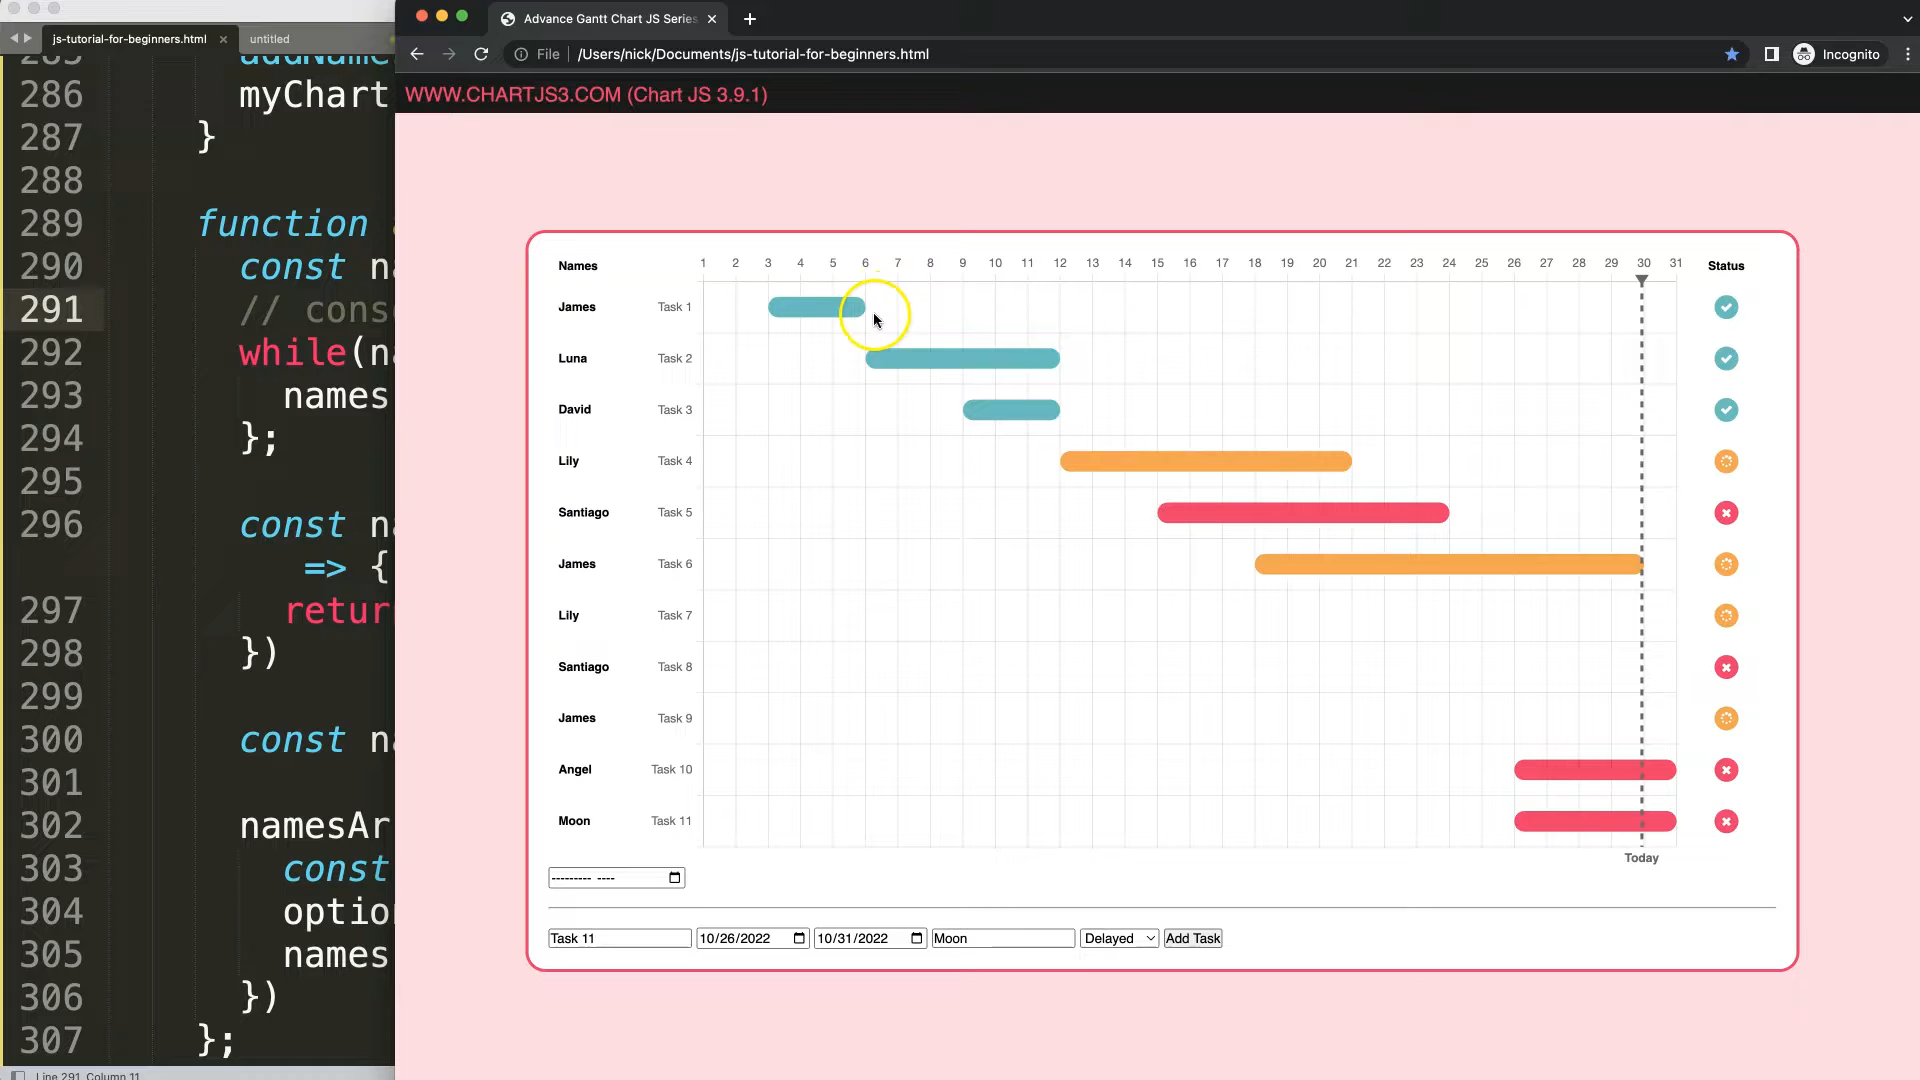 js-tutorial-for-beginners.html
untitled
285 addName
286 myChart
287 }
288
289 function
290 const na
291 // cons
292 while(na
293 names
294 };
295
296 const na
=> {
297 retur
298 })
299
300 const na
301
302 namesAr
303 const
304 optio
305 names
306 })
307 };
Line 291, Column 11
Advance Gantt Chart JS Series
File /Users/nick/Documents/js-tutorial-for-beginners.html
Incognito
WWW.CHARTJS3.COM (Chart JS 3.9.1)
Names 1 2 3 4 5 6 7 8 9 10 11 12 13 14 15 16 17 18 19 20 21 22 23 24 25 26 27 28 29 30 31 Status
James Task 1
Luna Task 2
David Task 3
Lily Task 4
Santiago Task 5
James Task 6
Lily Task 7
Santiago Task 8
James Task 9
Angel Task 10
Moon Task 11
Today
--------- ----
Task 11 10/26/2022 10/31/2022 Moon Delayed Add Task